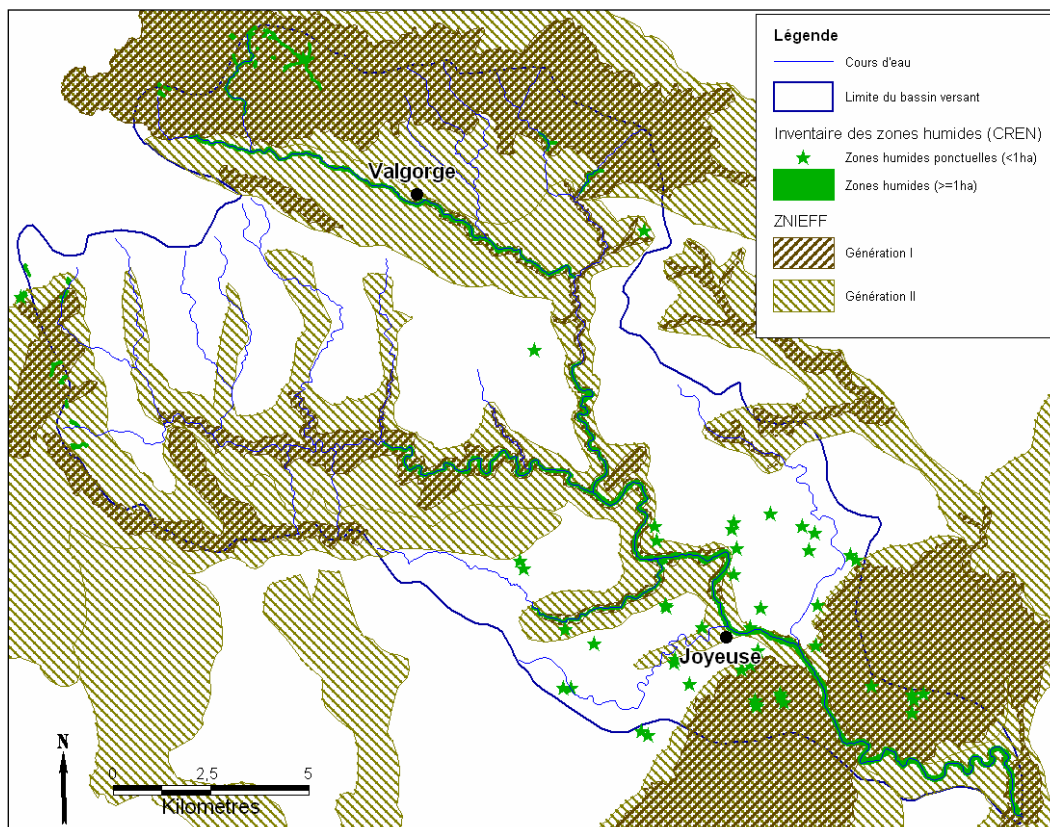 Légende
Cours d'eau
Limite du bassin versant
Inventaire des zones humides (CREN)
Zones humides ponctuelles (<1ha)
Zones humides (>=1ha)
ZNIEFF
Génération I
Génération II
Valgorge
Joyeuse
N
0 2,5 5
Kilomètres